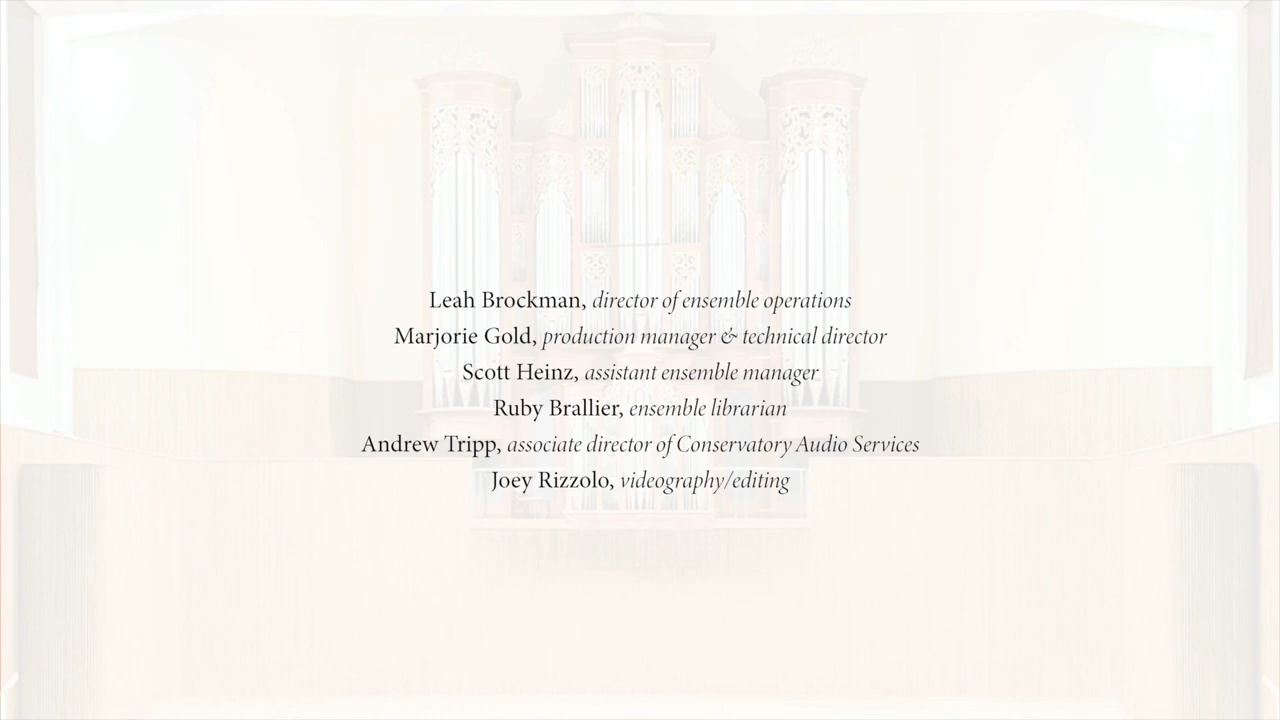 Leah Brockman, director of ensemble operations
Marjorie Gold, production manager & technical director
Scott Heinz, assistant ensemble manager
Ruby Brallier, ensemble librarian
Andrew Tripp, associate director of Conservatory Audio Services
Joey Rizzolo, videography/editing